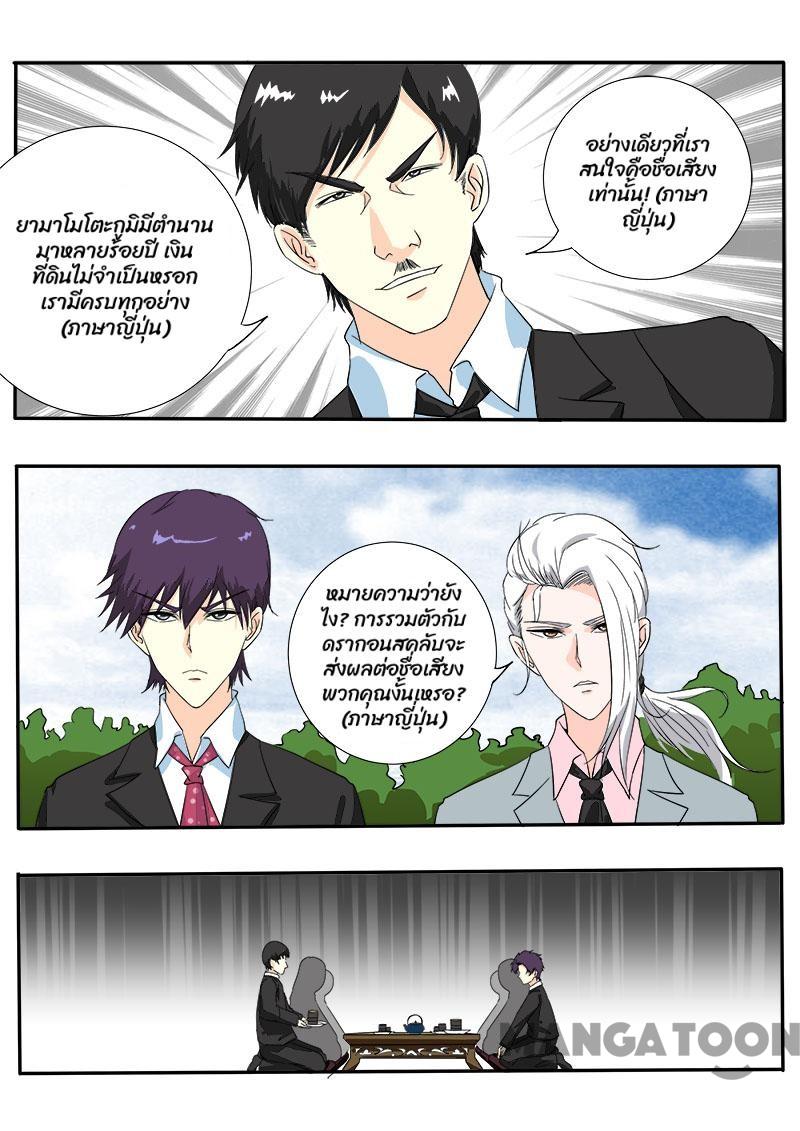 ยามาโมโตะกูมิมีตำนาน
มาหลายร้อยปี เงิน
ที่ดินไม่จำเป็นหรอก
เรามีครบทุกอย่าง
(ภาษาญี่ปุ่น)
อย่างเดียวที่เรา
สนใจคือชื่อเสียง
เท่านั้น! (ภาษา
ญี่ปุ่น)
หมายความว่ายัง
ไง? การรวมตัวกับ
ดรากอนสคลับจะ
ส่งผลต่อชื่อเสียง
พวกคุณงั้นเหรอ?
(ภาษาญี่ปุ่น)
MANGATOON